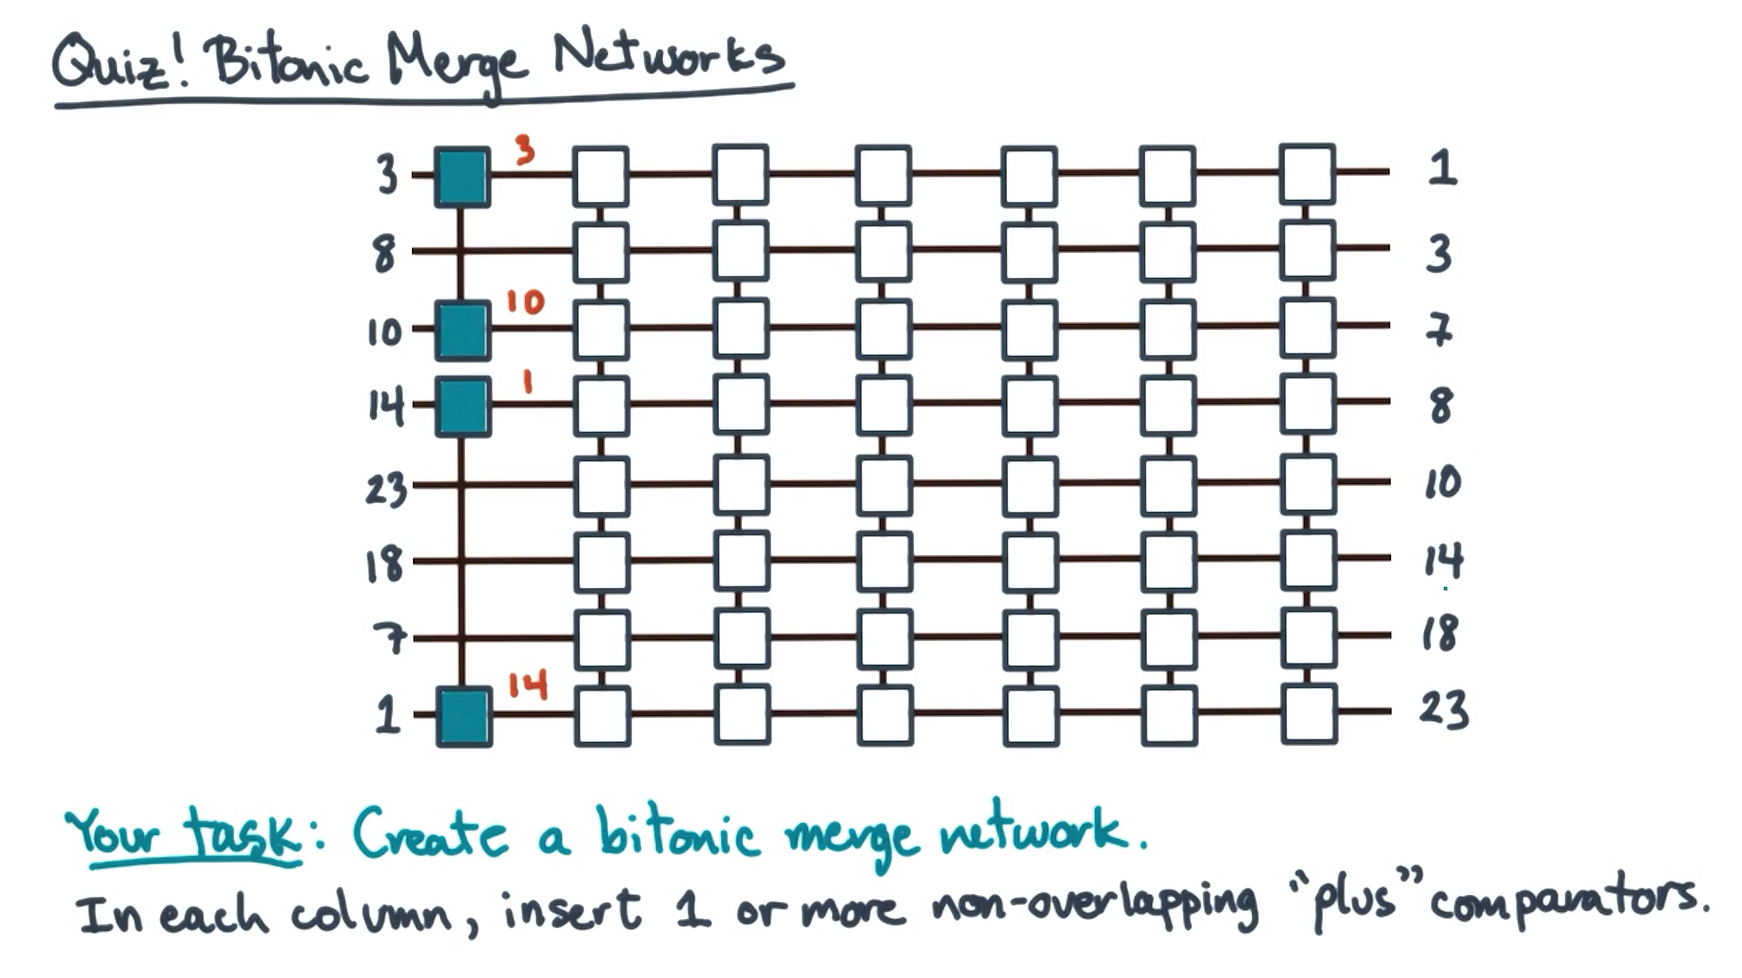 Quiz! Bitonic Merge Networks
3 3 1
8 3
10 10 7
14 1 8
23 10
18 14
7 18
1 14 23
Your task: Create a bitonic merge network.
In each column, insert 1 or more non-overlapping "plus" comparators.